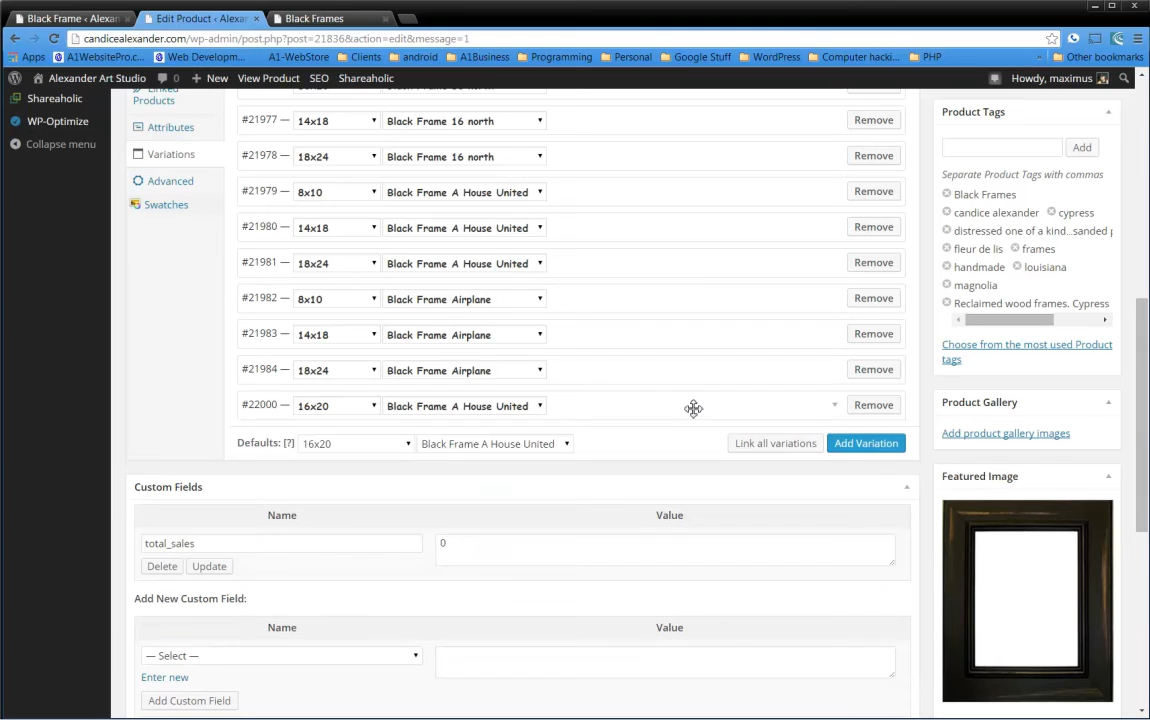 Black Frame ‹ Alexan
Edit Product ‹ Alexa
Black Frames
candicealexander.com/wp-admin/post.php?post=21836&action=edit&message=1
Apps A1WebsitePro.c... Web Developm... A1-WebStore Clients android A1Business Programming Personal Google Stuff WordPress Computer hacki... PHP Other bookmarks
Alexander Art Studio 0 New View Product SEO Shareaholic Howdy, maximus
Shareaholic
WP-Optimize
Collapse menu
Linked
Products
Attributes
Variations
Advanced
Swatches
#21977 — 14x18 Black Frame 16 north Remove
#21978 — 18x24 Black Frame 16 north Remove
#21979 — 8x10 Black Frame A House United Remove
#21980 — 14x18 Black Frame A House United Remove
#21981 — 18x24 Black Frame A House United Remove
#21982 — 8x10 Black Frame Airplane Remove
#21983 — 14x18 Black Frame Airplane Remove
#21984 — 18x24 Black Frame Airplane Remove
#22000 — 16x20 Black Frame A House United Remove
Defaults: [?] 16x20 Black Frame A House United Link all variations Add Variation
Custom Fields
Name Value
total_sales 0
Delete Update
Add New Custom Field:
Name Value
— Select —
Enter new
Add Custom Field
Product Tags
Add
Separate Product Tags with commas
Black Frames
candice alexander cypress
distressed one of a kind...sanded p
fleur de lis frames
handmade louisiana
magnolia
Reclaimed wood frames. Cypress
Choose from the most used Product
tags
Product Gallery
Add product gallery images
Featured Image